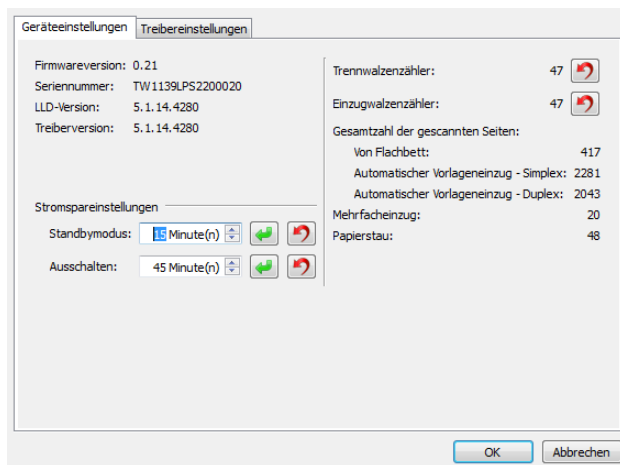 Geräteeinstellungen
Treibereinstellungen
Firmwareversion: 0.21
Seriennummer: TW1139LPS2200020
LLD-Version: 5.1.14.4280
Treiberversion: 5.1.14.4280
Stromspareinstellungen
Standbymodus: 15 Minute(n)
Ausschalten: 45 Minute(n)
Trennwalzenzähler: 47
Einzugwalzenzähler: 47
Gesamtzahl der gescannten Seiten:
Von Flachbett: 417
Automatischer Vorlageneinzug - Simplex: 2281
Automatischer Vorlageneinzug - Duplex: 2043
Mehrfacheinzug: 20
Papierstau: 48
OK
Abbrechen